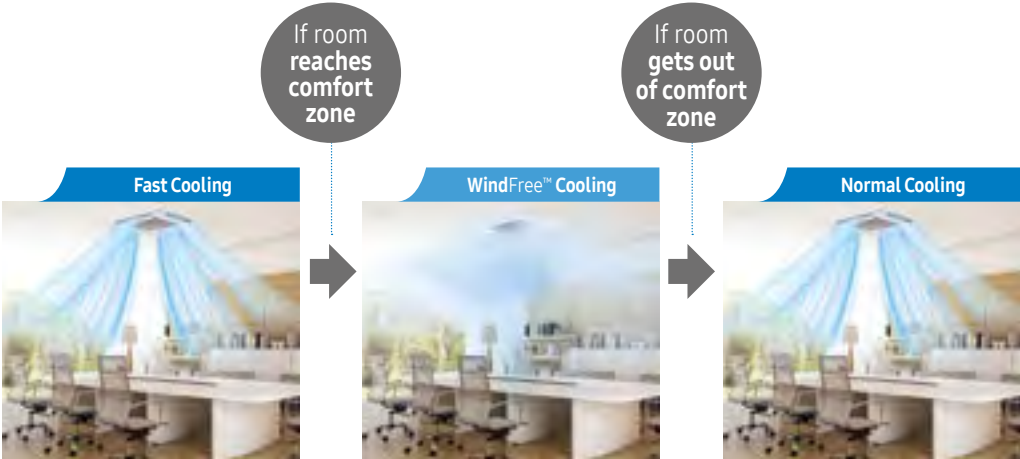 If room
reaches
comfort
zone
If room
gets out
of comfort
zone
Fast Cooling
WindFree™ Cooling
Normal Cooling